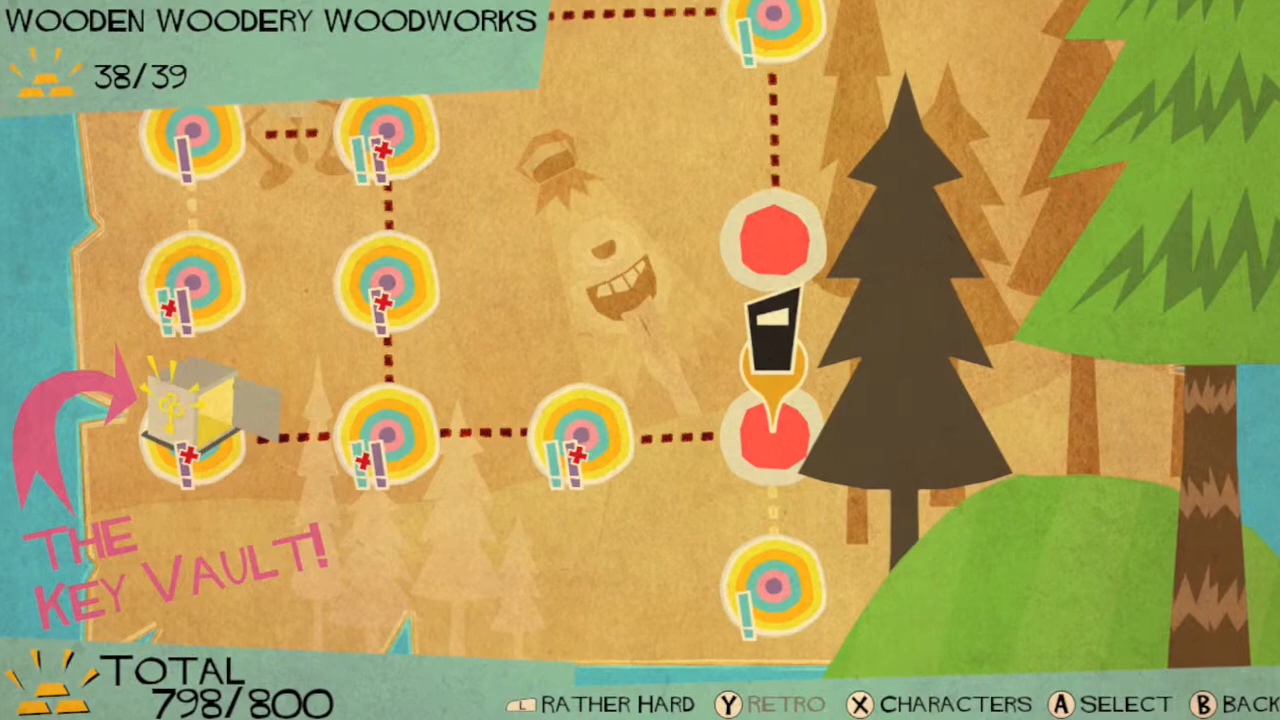 WOODEN WOODERY WOODWORKS
38/39
THE
KEY VAULT!
TOTAL
798/800
L RATHER HARD Y RETRO X CHARACTERS A SELECT B BACK